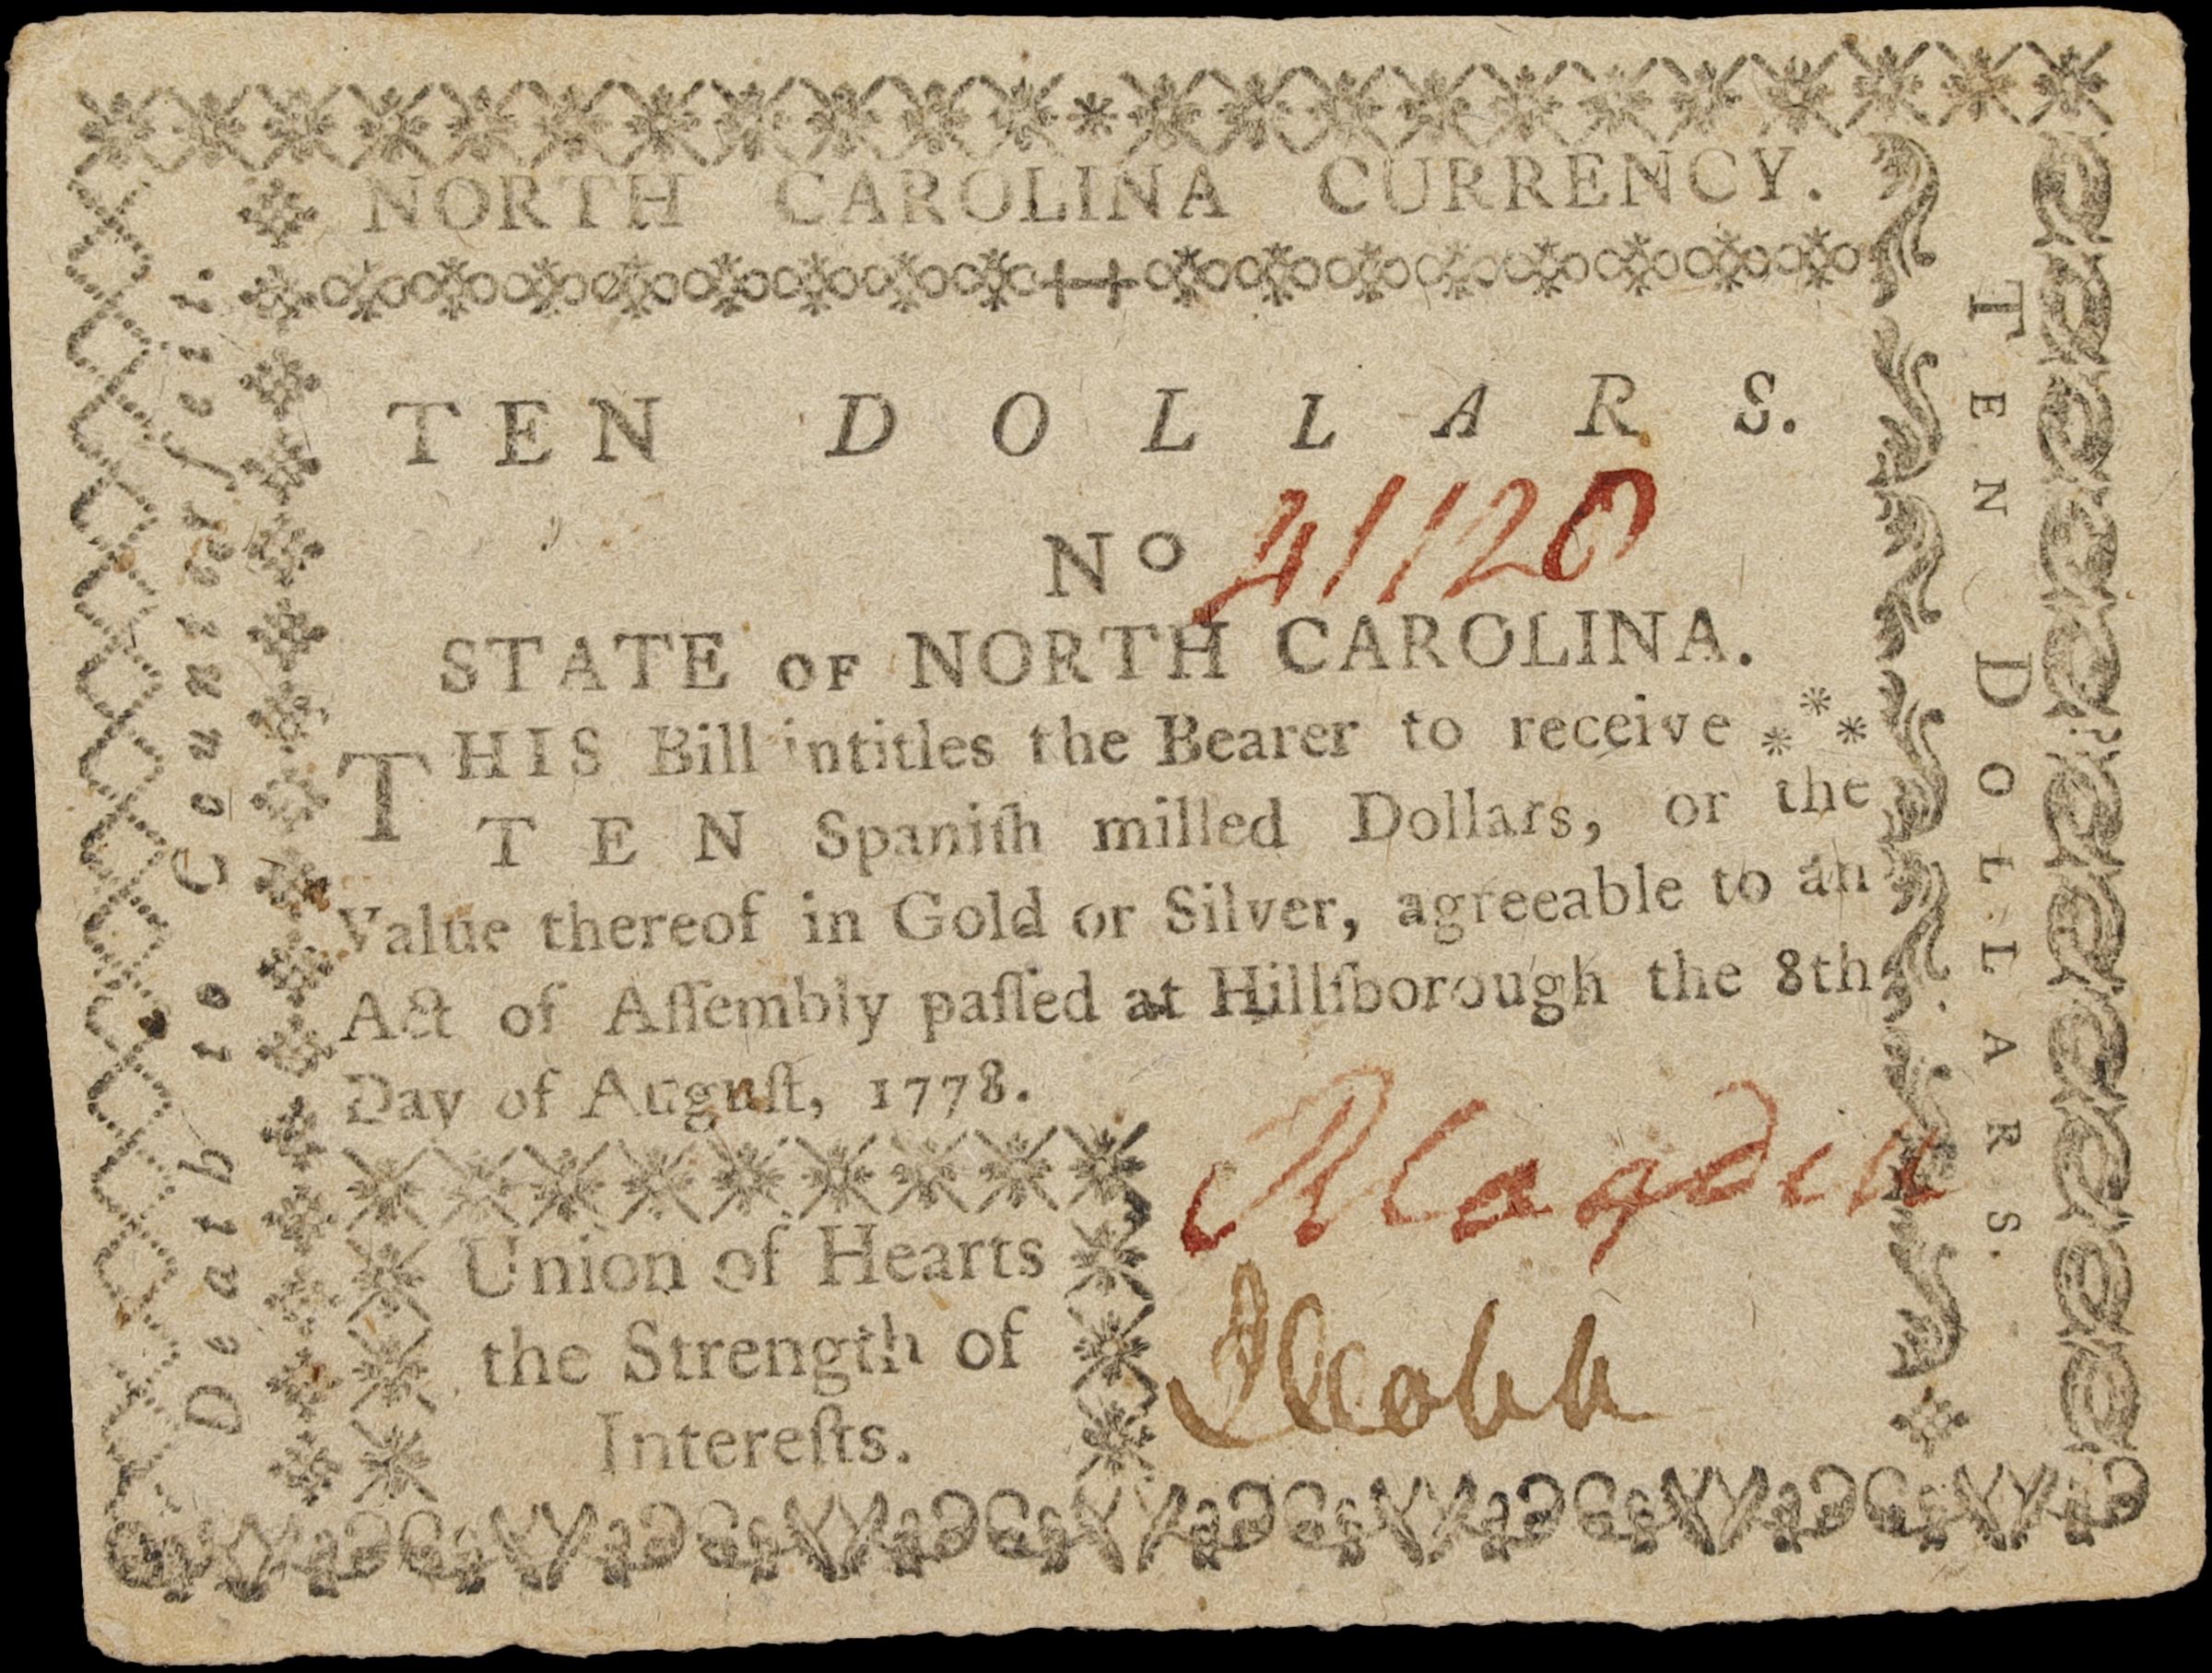 NORTH CAROLINA CURRENCY.
TEN DOLLARS.
No 41120
STATE OF NORTH CAROLINA.
THIS Bill intitles the Bearer to receive ***
TEN Spaniſh milled Dollars, or the
Value thereof in Gold or Silver, agreeable to an
Act of Aſſembly paſſed at Hillſborough the 8th
Day of Auguſt, 1778.
Union of Hearts
the Strength of
Intereſts.
Death to Counterfeit.
TEN DOLLARS.